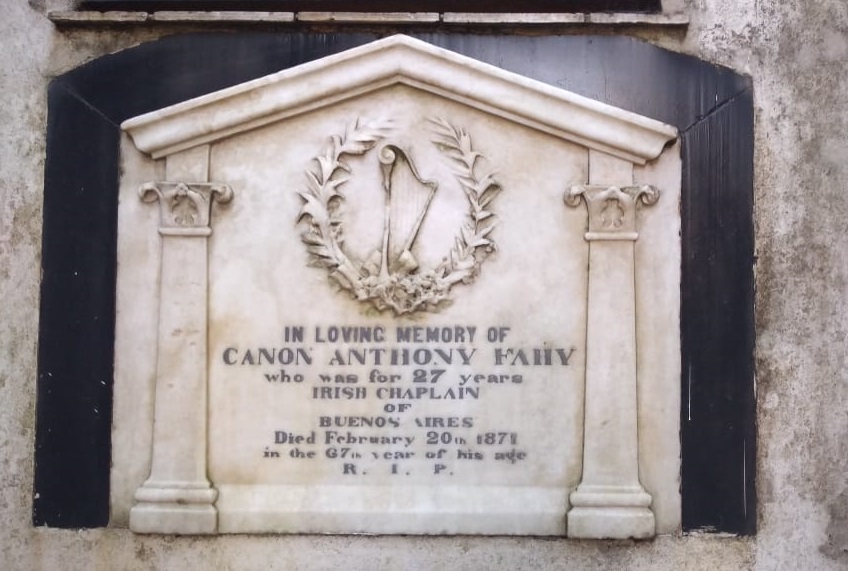 IN LOVING MEMORY OF
CANON ANTHONY FAHY
who was for 27 years
IRISH CHAPLAIN
OF
BUENOS AIRES
Died February 20th 1871
in the 67th year of his age
R. I. P.